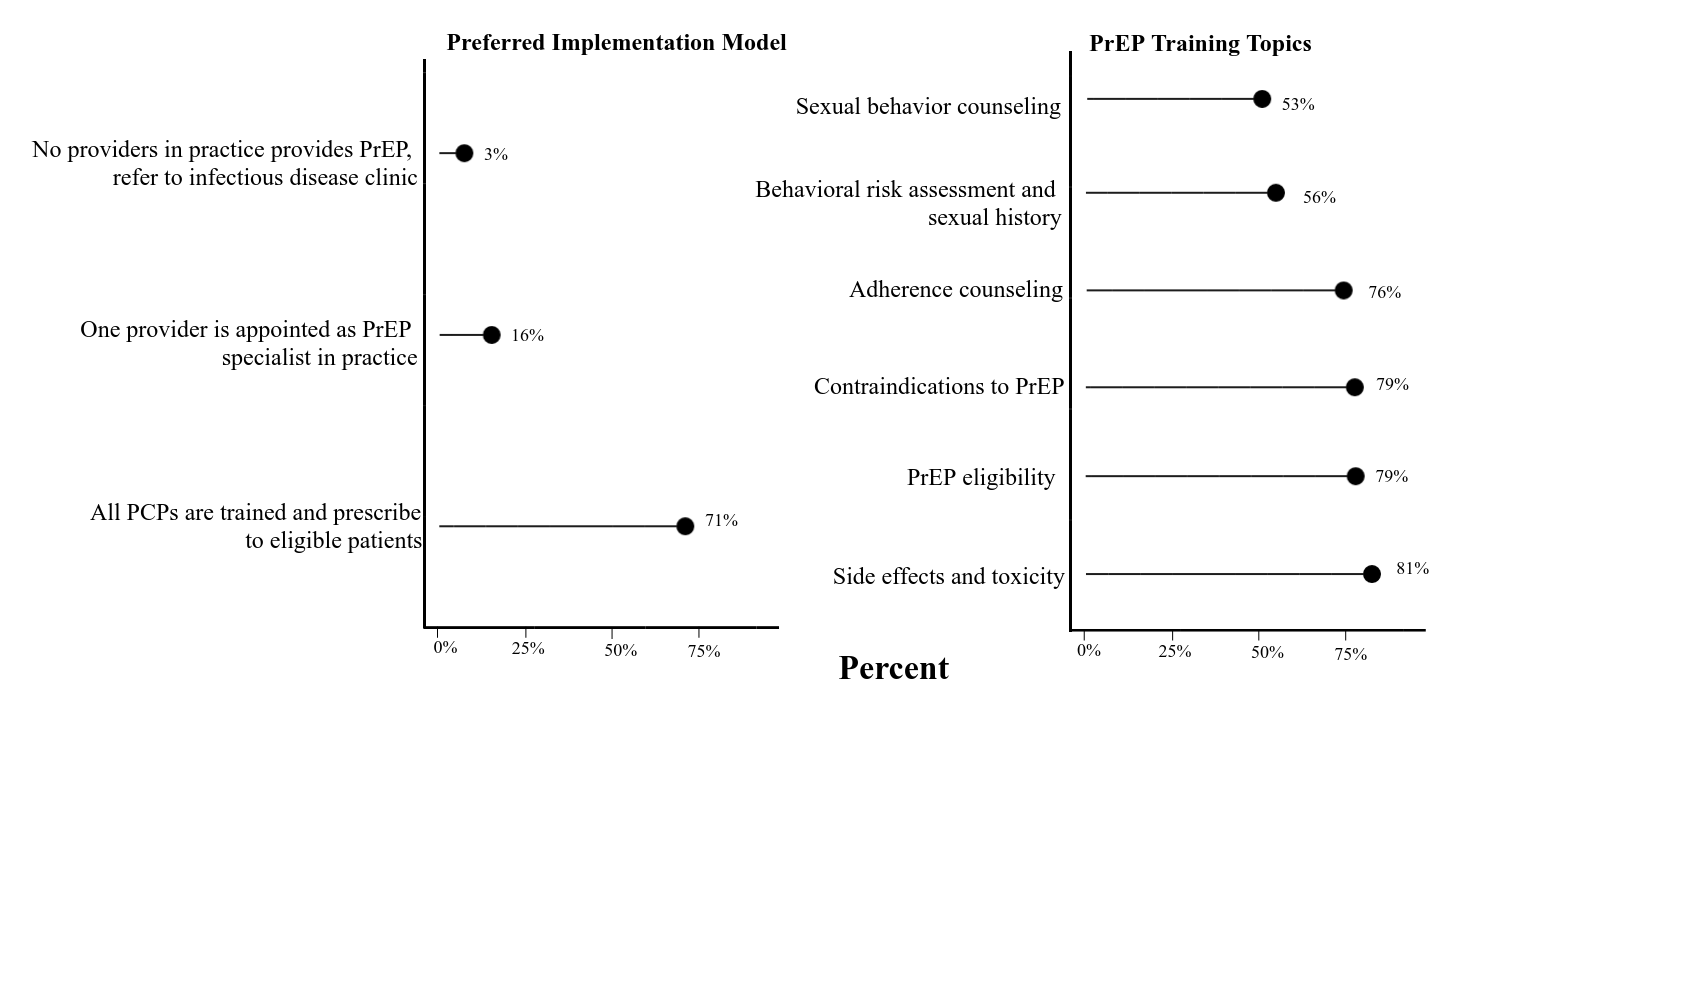 Preferred Implementation Model
No providers in practice provides PrEP,
refer to infectious disease clinic
3%
One provider is appointed as PrEP
specialist in practice
16%
All PCPs are trained and prescribe
to eligible patients
71%
0% 25% 50% 75%
PrEP Training Topics
Sexual behavior counseling
53%
Behavioral risk assessment and
sexual history
56%
Adherence counseling
76%
Contraindications to PrEP
79%
PrEP eligibility
79%
Side effects and toxicity
81%
0% 25% 50% 75%
Percent